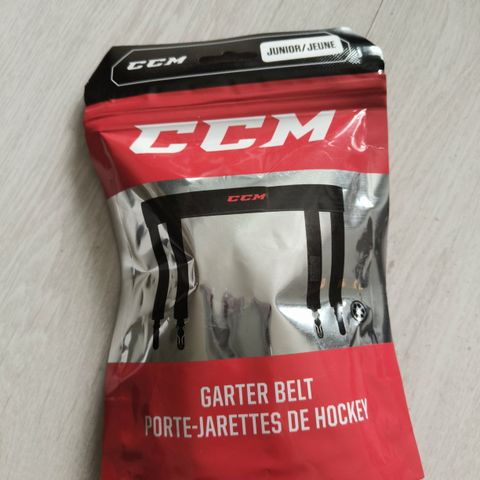 CCM
JUNIOR/JEUNE
CCM
CCM
GARTER BELT
PORTE-JARETTES DE HOCKEY